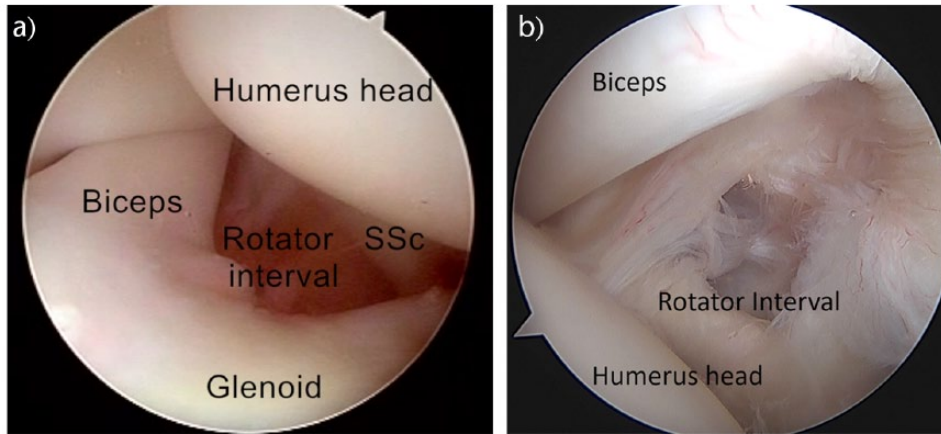 a)
Humerus head
Biceps
Rotator SSc
interval
Glenoid
b)
Biceps
Rotator Interval
Humerus head